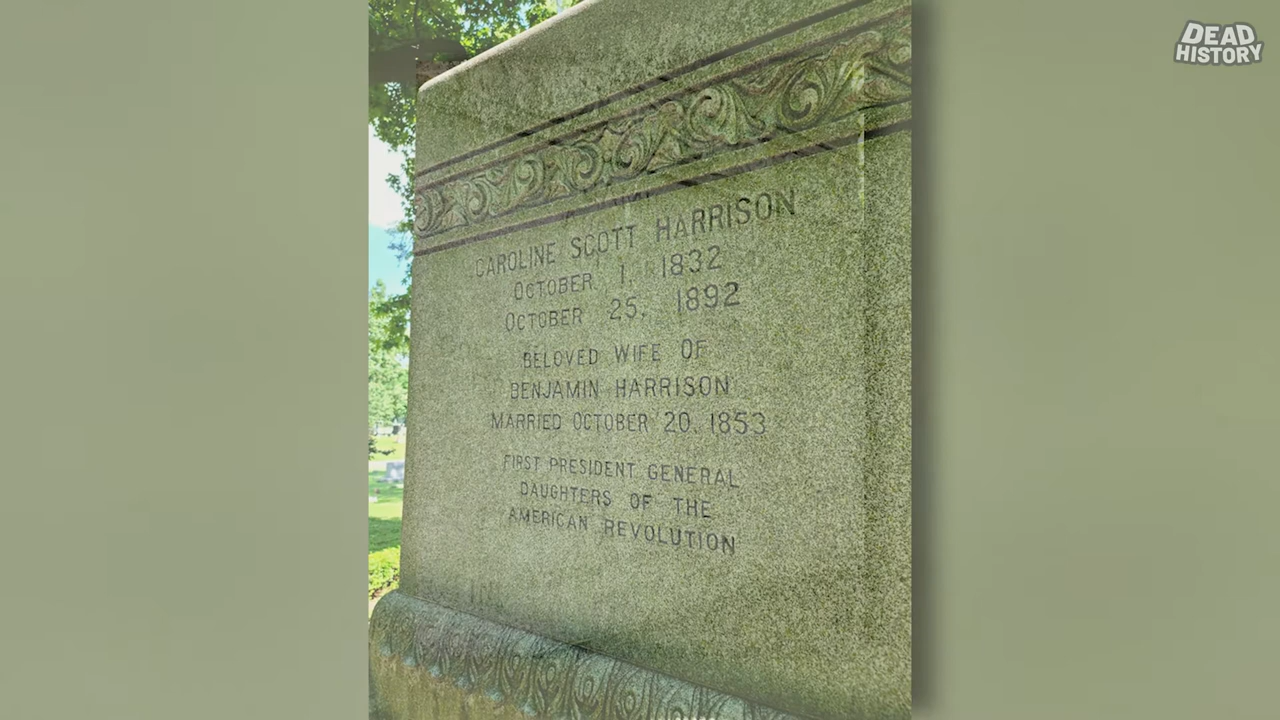 DEAD
HISTORY
CAROLINE SCOTT HARRISON
OCTOBER 1, 1832
OCTOBER 25, 1892
BELOVED WIFE OF
BENJAMIN HARRISON
MARRIED OCTOBER 20, 1853
FIRST PRESIDENT GENERAL
DAUGHTERS OF THE
AMERICAN REVOLUTION